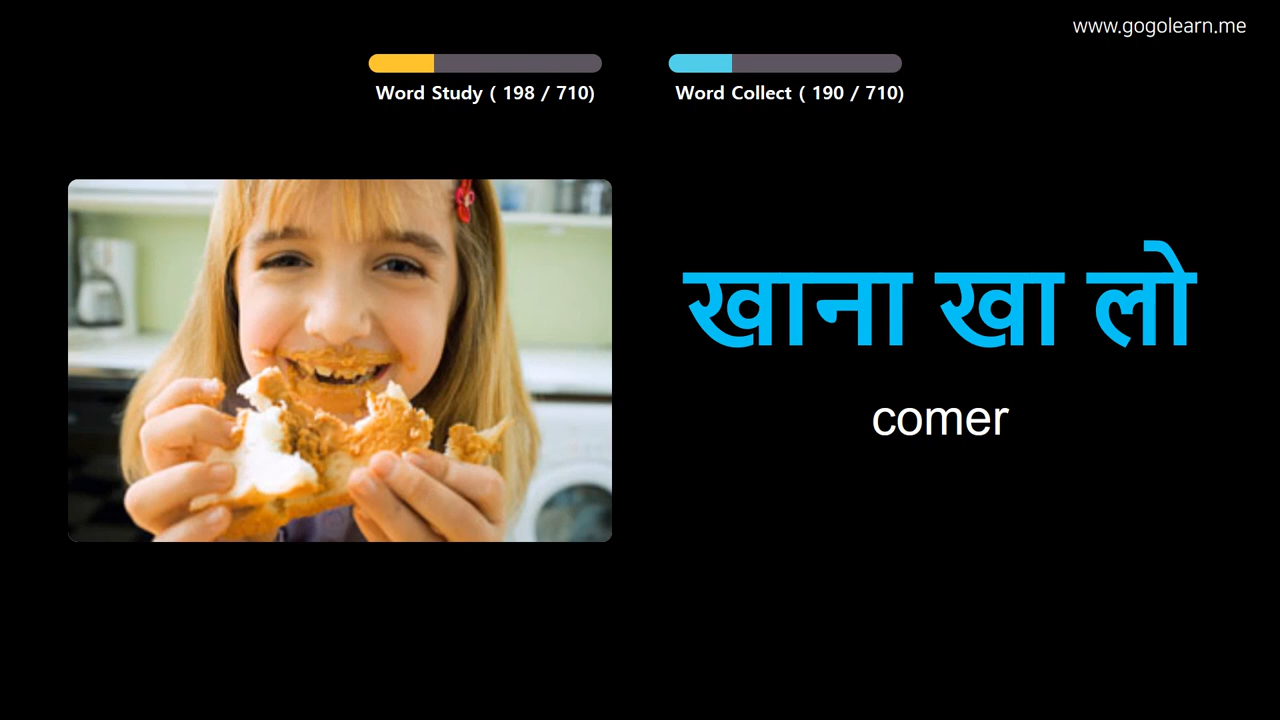 www.gogolearn.me
Word Study ( 198 / 710)
Word Collect ( 190 / 710)
खाना खा लो
comer